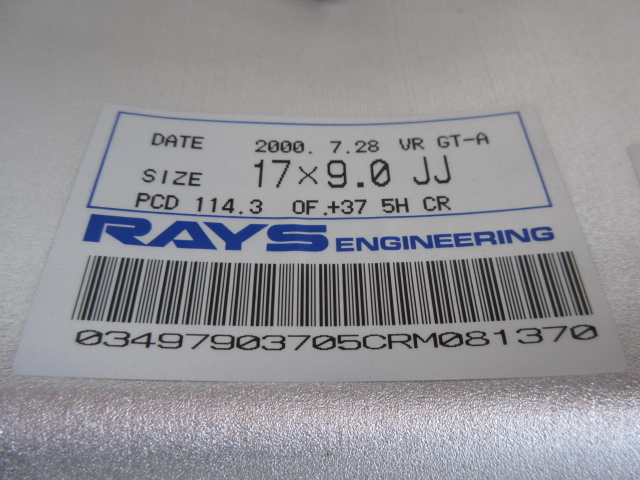 DATE 2000. 7.28 VR GT-A
SIZE 17×9.0 JJ
PCD 114.3 OF.+37 5H CR
RAYS ENGINEERING
03497903705CRM081370